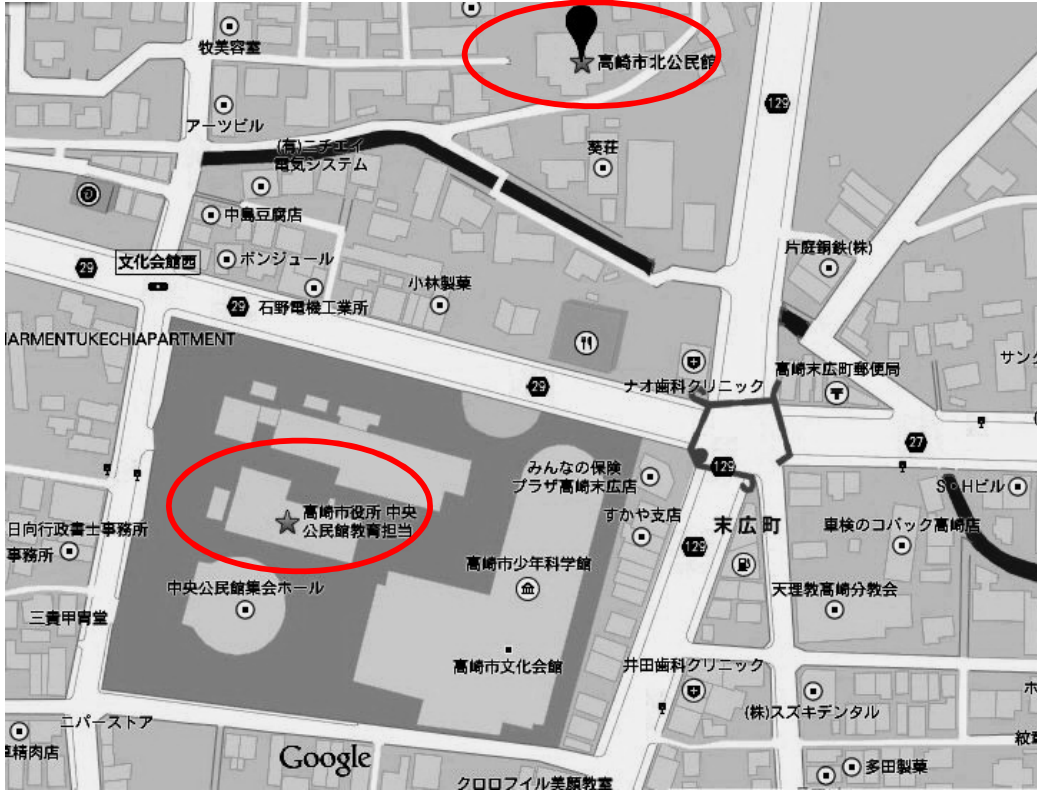 牧美容室
高崎市北公民館
129
アーツビル
(有)ニチエイ
電気システム
葵荘
中島豆腐店
片庭鋼鉄(株)
文化会館西
29
ボンジュール
小林製菓
29
石野電機工業所
HARMENTUKECHIAPARTMENT
サンク
29
ナオ歯科クリニック
高崎末広町郵便局
27
129
みんなの保険
プラザ高崎末広店
S・Hビル
高崎市役所 中央
公民館教育担当
すかや支店
末広町
車検のコバック高崎店
日向行政書士事務所
事務所
129
高崎市少年科学館
中央公民館集会ホール
天理教高崎分教会
三貴甲冑堂
高崎市文化会館
井田歯科クリニック
ホ
(株)スズキデンタル
ニパーストア
紋章
精肉店
Google
多田製菓
クロロフイル美顔教室